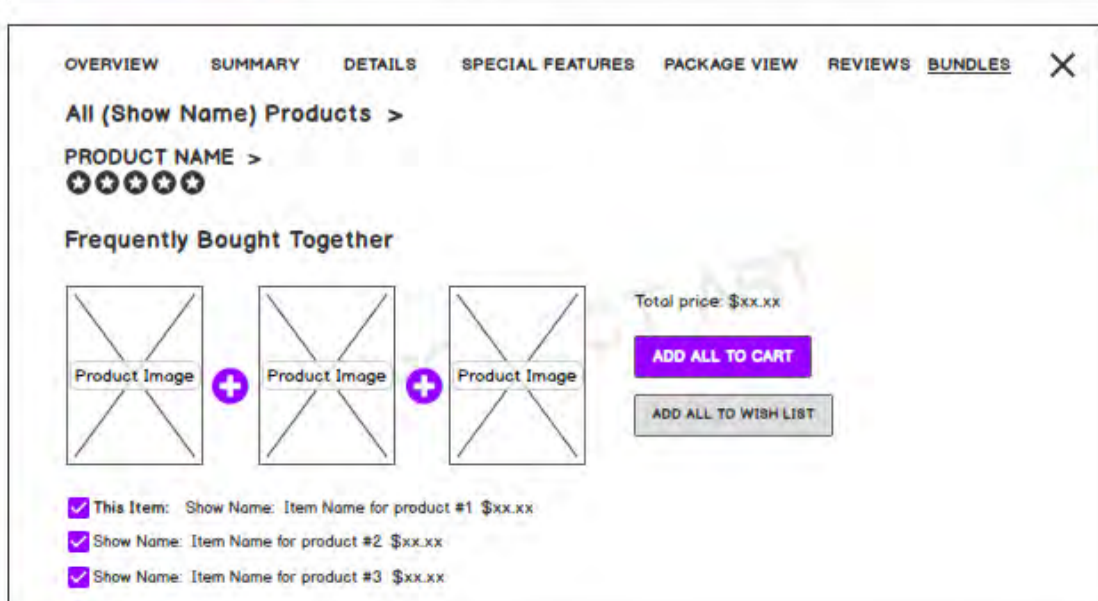 OVERVIEW SUMMARY DETAILS SPECIAL FEATURES PACKAGE VIEW REVIEWS BUNDLES
All (Show Name) Products >
PRODUCT NAME >
Frequently Bought Together
Total price: $xx.xx
ADD ALL TO CART
Product Image Product Image Product Image
ADD ALL TO WISH LIST
This Item: Show Name: Item Name for product #1 $xx.xx
Show Name: Item Name for product #2 $xx.xx
Show Name: Item Name for product #3 $xx.xx